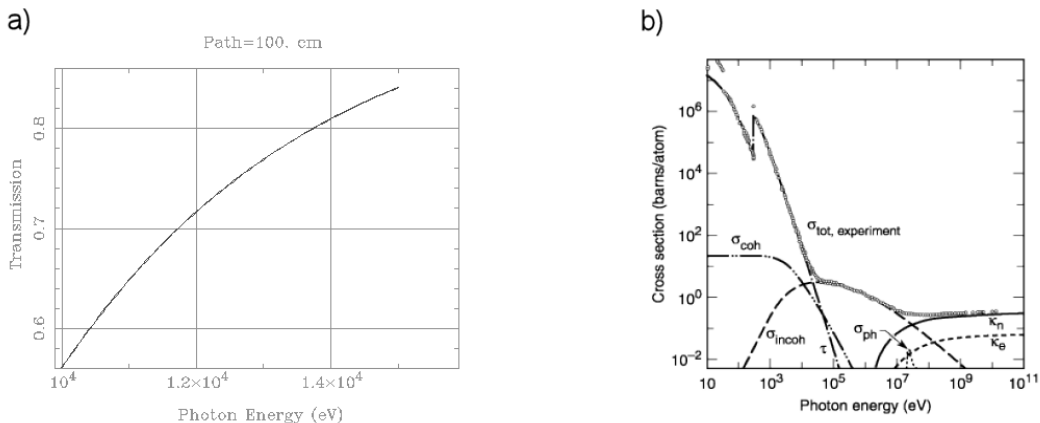 a)
Path=100. cm
Transmission
0.8
0.7
0.6
10⁴
1.2×10⁴
1.4×10⁴
Photon Energy (eV)
b)
Cross section (barns/atom)
10⁶
10⁴
10²
10⁰
10⁻²
σcoh
σtot, experiment
σincoh
τ
σph
κn
κe
10
10³
10⁵
10⁷
10⁹
10¹¹
Photon energy (eV)